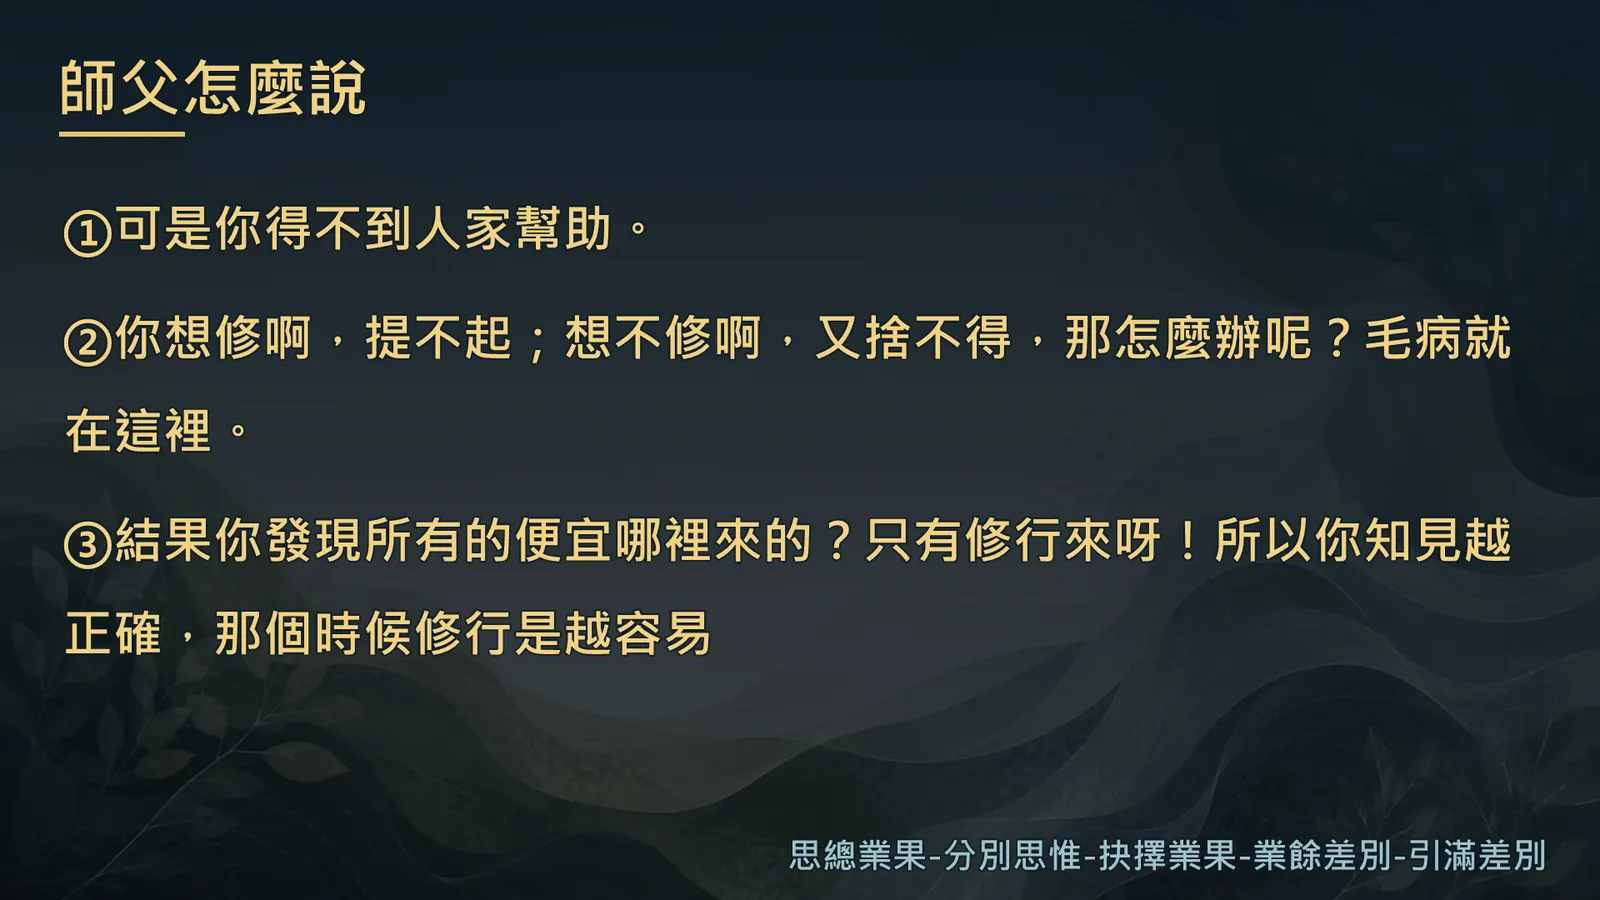 師父怎麼說
①可是你得不到人家幫助。
②你想修啊，提不起；想不修啊，又捨不得，那怎麼辦呢？毛病就
在這裡。
③結果你發現所有的便宜哪裡來的？只有修行來呀！所以你知見越
正確，那個時候修行是越容易
思總業果-分別思惟-抉擇業果-業餘差別-引滿差別